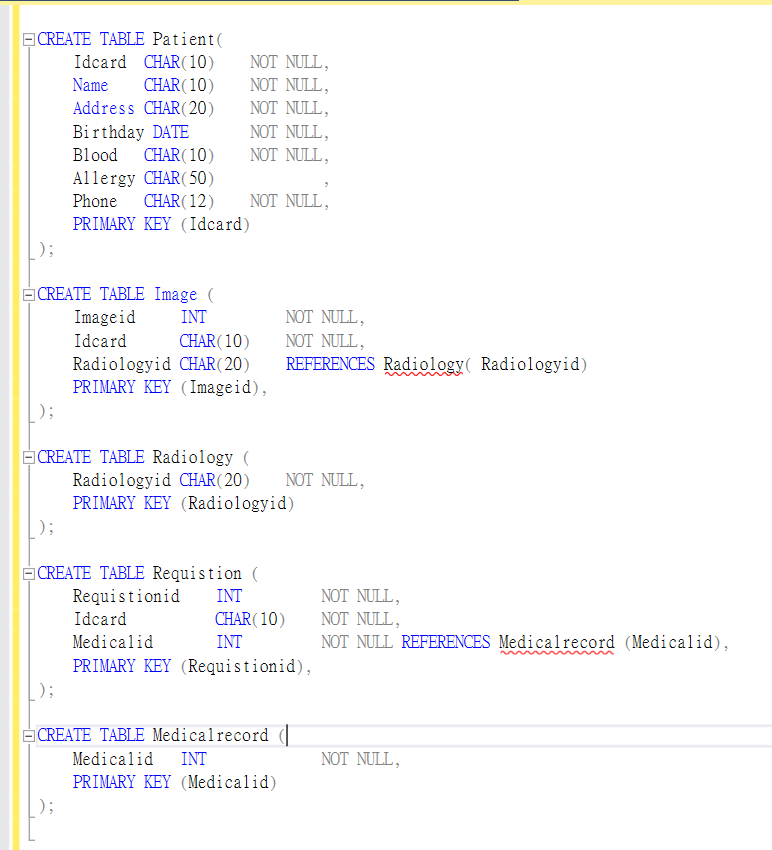 CREATE TABLE Patient(
Idcard CHAR(10) NOT NULL,
Name CHAR(10) NOT NULL,
Address CHAR(20) NOT NULL,
Birthday DATE NOT NULL,
Blood CHAR(10) NOT NULL,
Allergy CHAR(50) ,
Phone CHAR(12) NOT NULL,
PRIMARY KEY (Idcard)
);
CREATE TABLE Image (
Imageid INT NOT NULL,
Idcard CHAR(10) NOT NULL,
Radiologyid CHAR(20) REFERENCES Radiology( Radiologyid)
PRIMARY KEY (Imageid),
);
CREATE TABLE Radiology (
Radiologyid CHAR(20) NOT NULL,
PRIMARY KEY (Radiologyid)
);
CREATE TABLE Requistion (
Requistionid INT NOT NULL,
Idcard CHAR(10) NOT NULL,
Medicalid INT NOT NULL REFERENCES Medicalrecord (Medicalid),
PRIMARY KEY (Requistionid),
);
CREATE TABLE Medicalrecord (
Medicalid INT NOT NULL,
PRIMARY KEY (Medicalid)
);